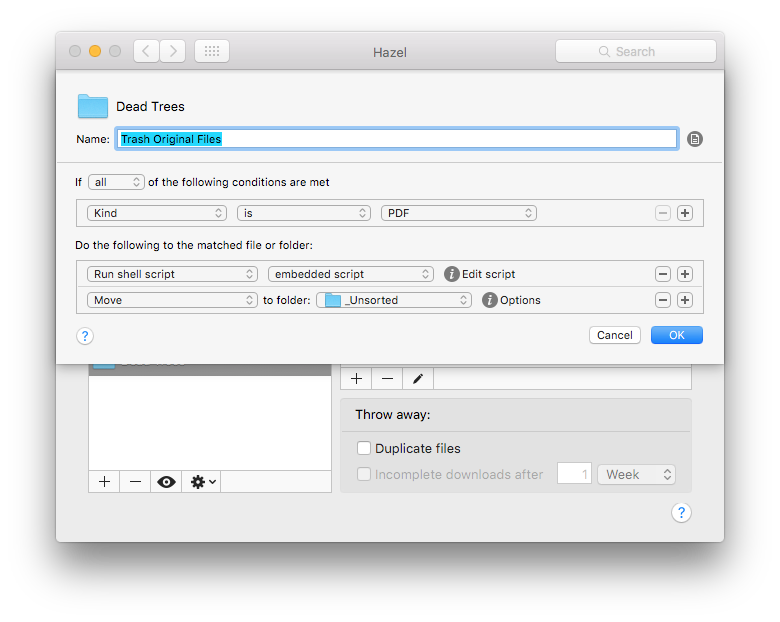 Hazel
Search
Dead Trees
Name: Trash Original Files
If all of the following conditions are met
Kind is PDF
Do the following to the matched file or folder:
Run shell script embedded script Edit script
Move to folder: _Unsorted Options
? Cancel OK
Throw away:
Duplicate files
Incomplete downloads after 1 Week
?